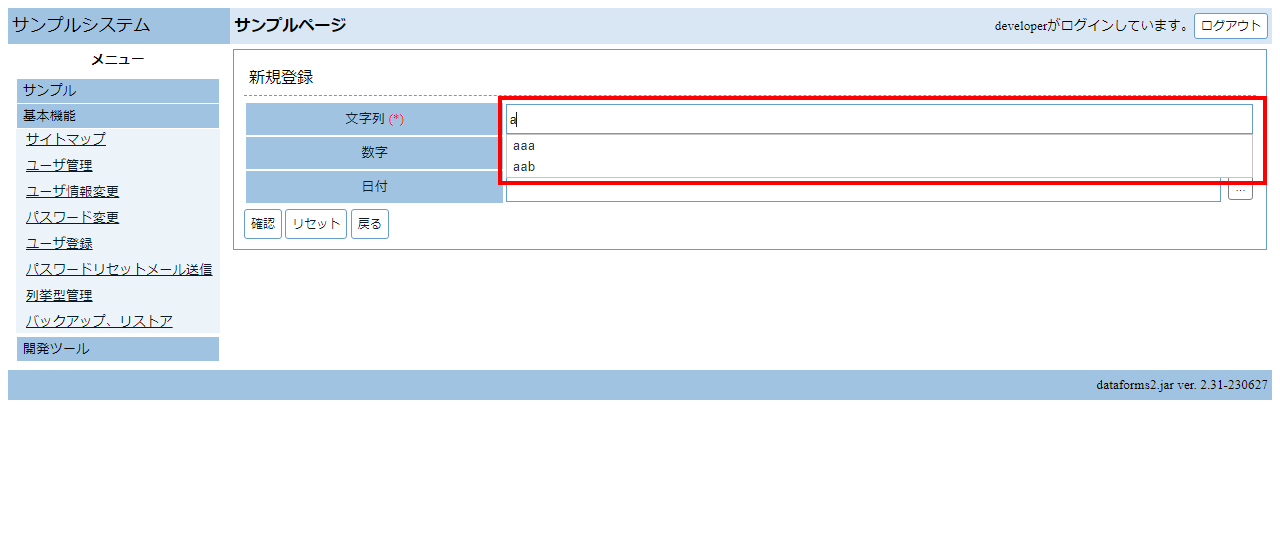 サンプルシステム
サンプルページ
developerがログインしています。 ログアウト
メニュー
サンプル
基本機能
サイトマップ
ユーザ管理
ユーザ情報変更
パスワード変更
ユーザ登録
パスワードリセットメール送信
列挙型管理
バックアップ、リストア
開発ツール
新規登録
文字列 (*)
a
aaa
aab
数字
日付
...
確認 リセット 戻る
dataforms2.jar ver. 2.31-230627